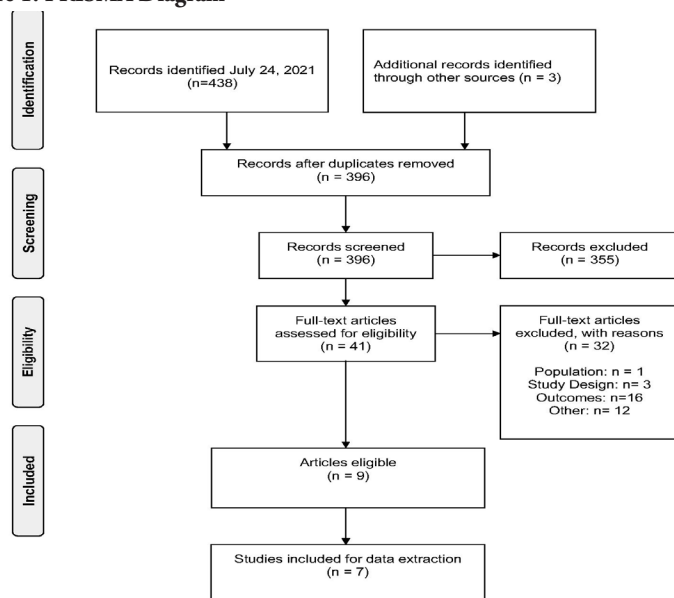 PRISMA Diagram
Identification
Records identified July 24, 2021
(n=438)
Additional records identified
through other sources (n = 3)
Records after duplicates removed
(n = 396)
Screening
Records screened
(n = 396)
Records excluded
(n = 355)
Eligibility
Full-text articles
assessed for eligibility
(n = 41)
Full-text articles
excluded, with reasons
(n = 32)
Population: n = 1
Study Design: n= 3
Outcomes: n=16
Other: n= 12
Included
Articles eligible
(n = 9)
Studies included for data extraction
(n = 7)